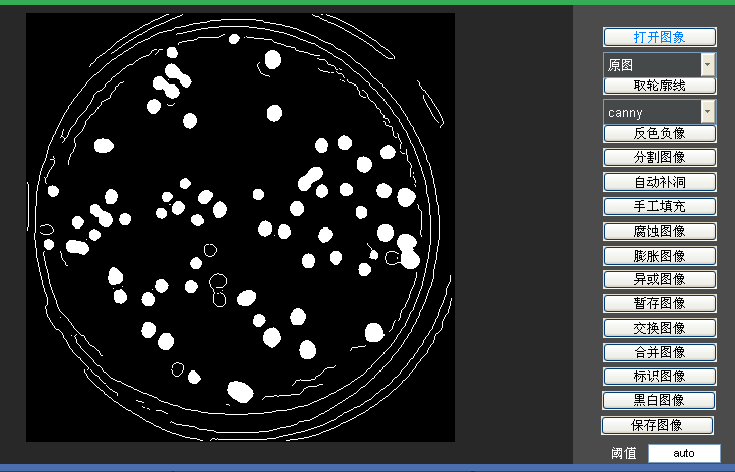 打开图象
原图
取轮廓线
canny
反色负像
分割图像
自动补洞
手工填充
腐蚀图像
膨胀图像
异或图像
暂存图像
交换图像
合并图像
标识图像
黑白图像
保存图像
阈值 auto